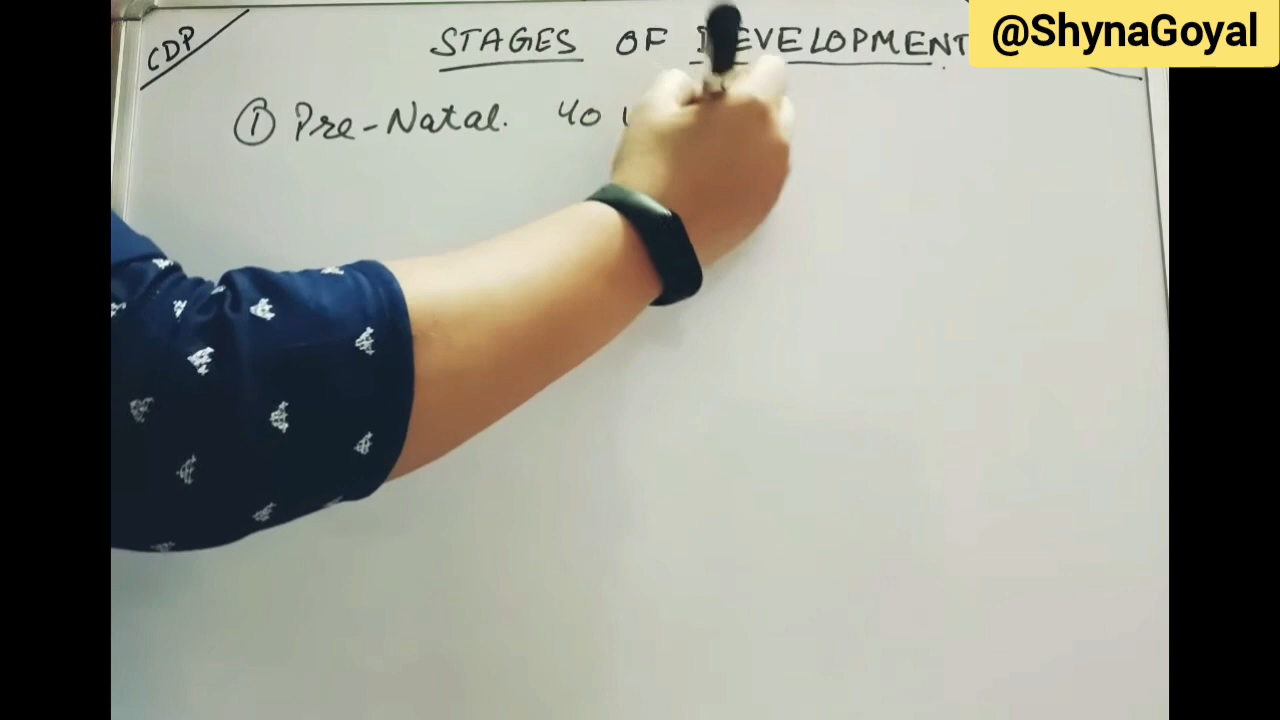 @ShynaGoyal
CDP
STAGES OF DEVELOPMENT
① Pre-Natal. 40